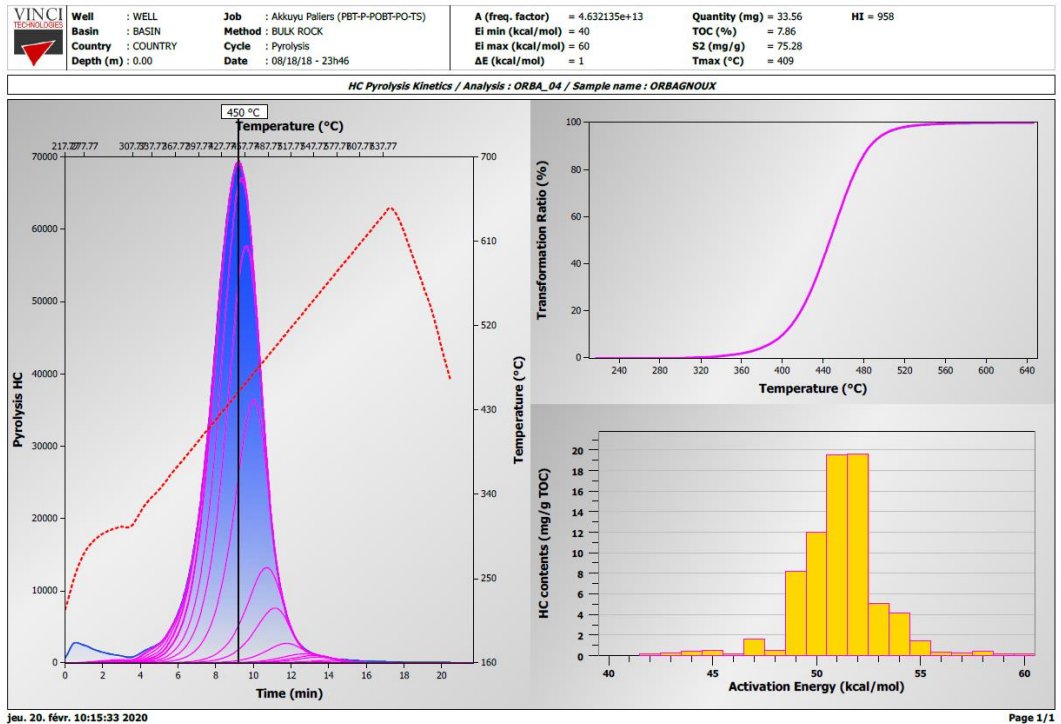 VINCI
TECHNOLOGIES
Well : WELL
Basin : BASIN
Country : COUNTRY
Depth (m) : 0.00
Job : Akkuyu Paliers (PBT-P-POBT-PO-TS)
Method : BULK ROCK
Cycle : Pyrolysis
Date : 08/18/18 - 23h46
A (freq. factor) = 4.632135e+13
Ei min (kcal/mol) = 40
Ei max (kcal/mol) = 60
ΔE (kcal/mol) = 1
Quantity (mg) = 33.56
TOC (%) = 7.86
S2 (mg/g) = 75.28
Tmax (°C) = 409
HI = 958
HC Pyrolysis Kinetics / Analysis : ORBA_04 / Sample name : ORBAGNOUX
450 °C
Temperature (°C)
70000
60000
50000
40000
30000
20000
10000
0
Pyrolysis HC
700
610
520
430
340
250
160
Temperature (°C)
0 2 4 6 8 10 12 14 16 18 20
Time (min)
100
80
60
40
20
0
Transformation Ratio (%)
240 280 320 360 400 440 480 520 560 600 640
Temperature (°C)
20
18
16
14
12
10
8
6
4
2
0
HC contents (mg/g TOC)
40 45 50 55 60
Activation Energy (kcal/mol)
jeu. 20. févr. 10:15:33 2020
Page 1/1